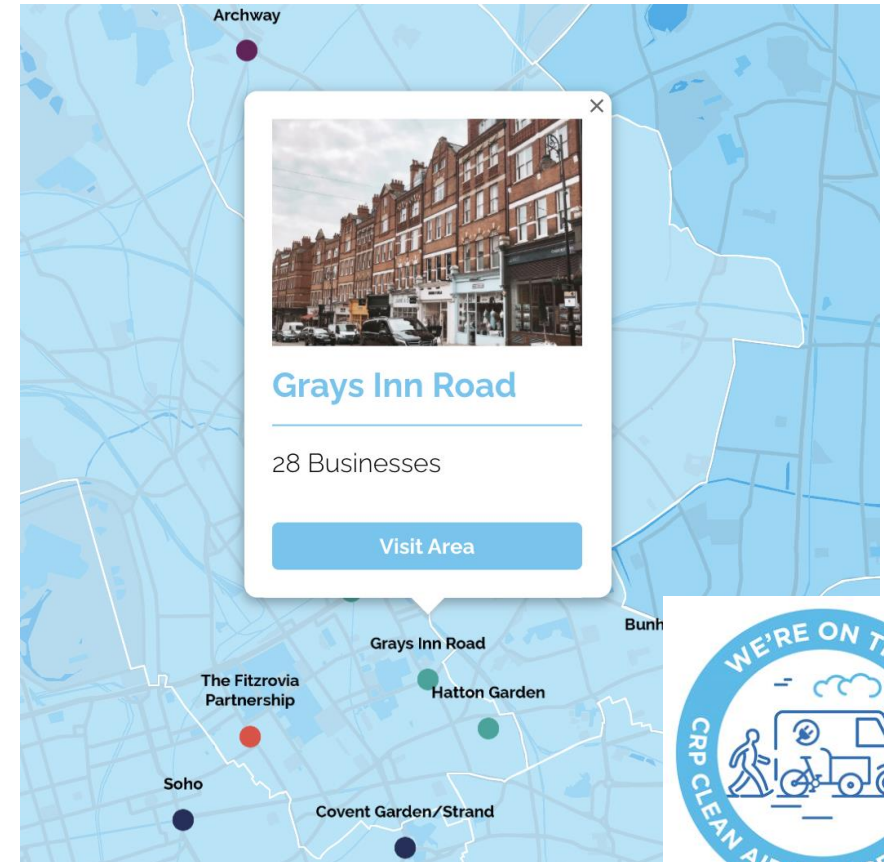 Archway
×
Grays Inn Road
28 Businesses
Visit Area
Grays Inn Road
The Fitzrovia
Partnership
Hatton Garden
Soho
Covent Garden/Strand
WE'RE ON
CRP CLEAN